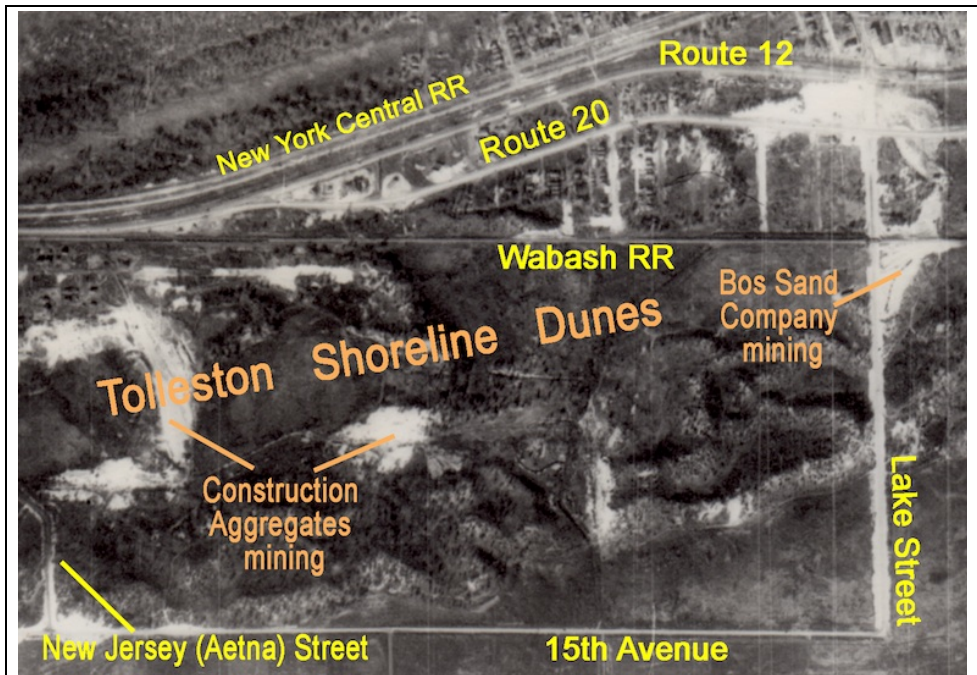 Route 12
New York Central RR
Route 20
Wabash RR
Bos Sand
Company
mining
Tolleston Shoreline Dunes
Construction
Aggregates
mining
Lake Street
New Jersey (Aetna) Street
15th Avenue